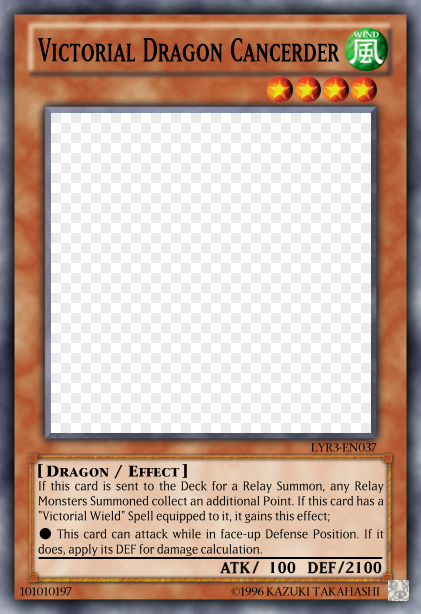 Victorial Dragon Cancerder
WIND
風
LYR3-EN037
[ Dragon / Effect ]
If this card is sent to the Deck for a Relay Summon, any Relay
Monsters Summoned collect an additional Point. If this card has a
"Victorial Wield" Spell equipped to it, it gains this effect;
● This card can attack while in face-up Defense Position. If it
does, apply its DEF for damage calculation.
ATK/ 100 DEF/2100
101010197
©1996 KAZUKI TAKAHASHI